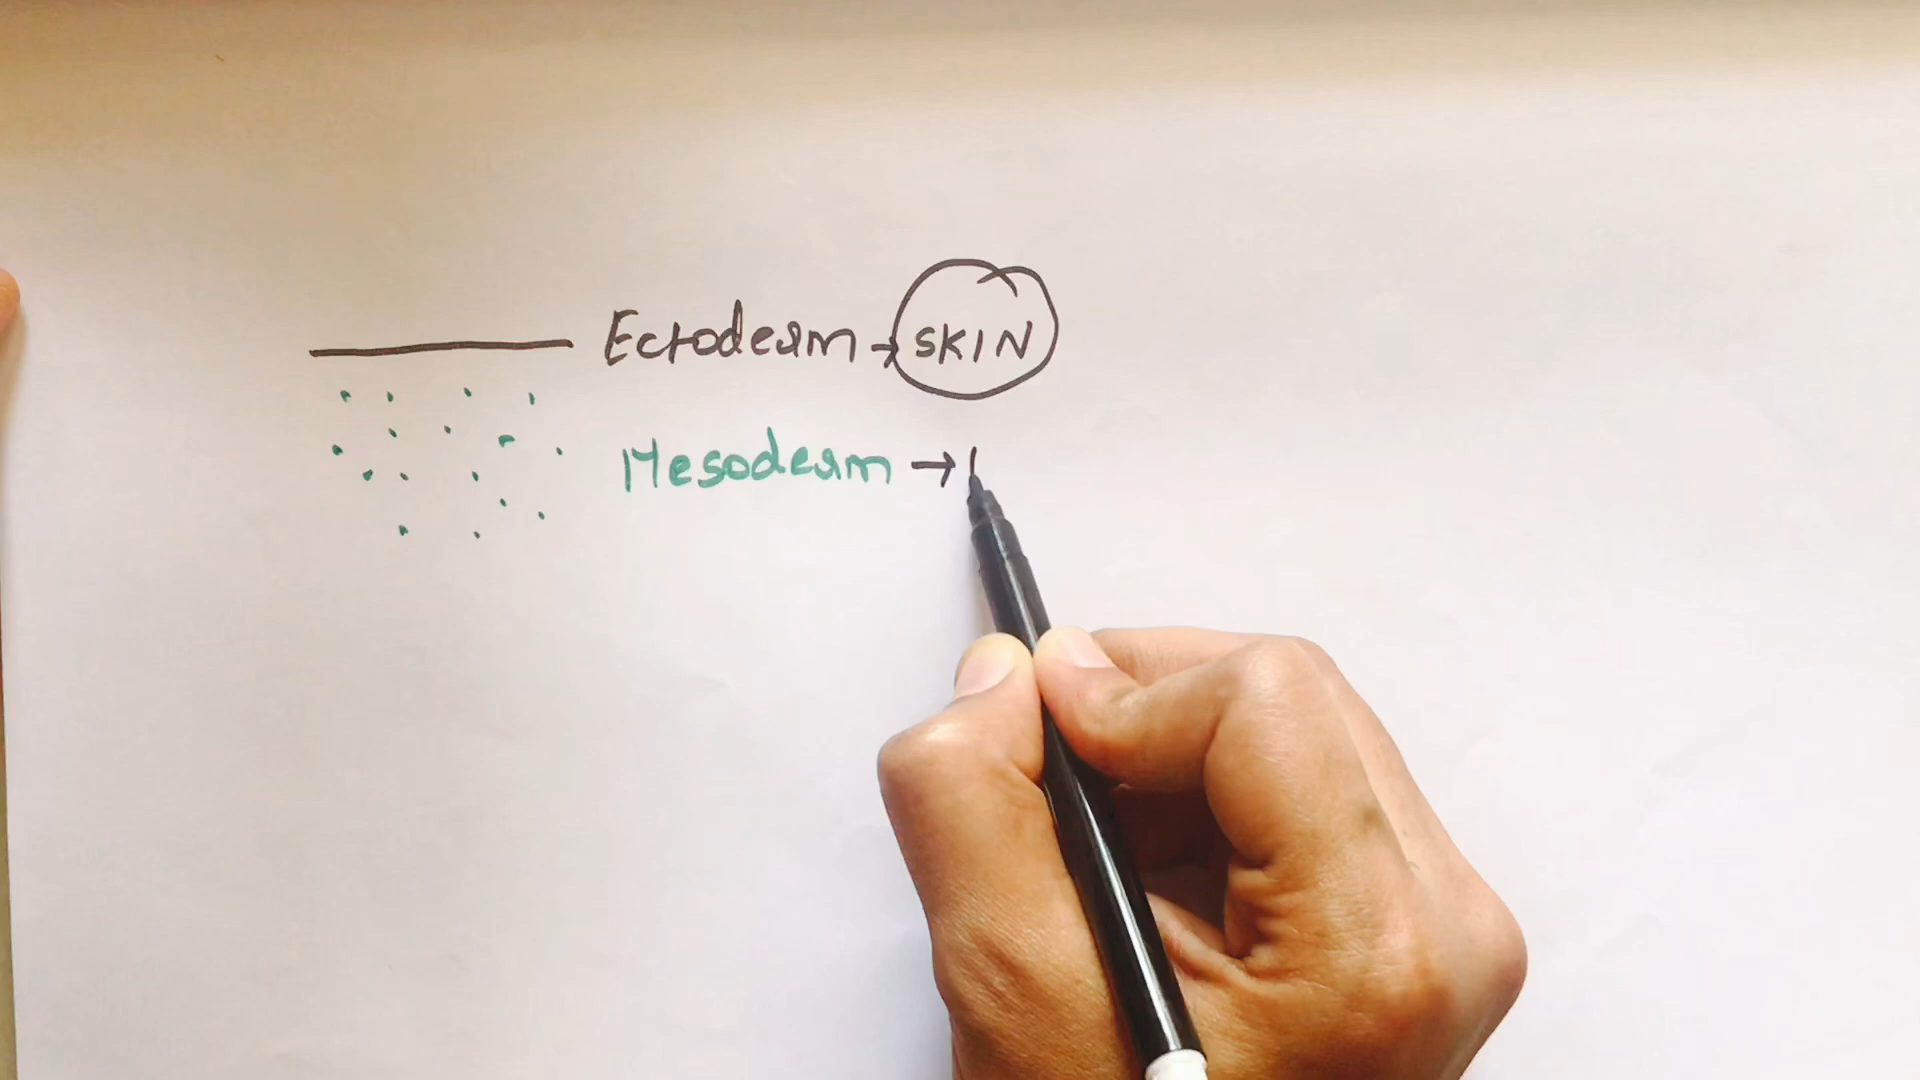 Ectoderm → SKIN
Mesoderm →